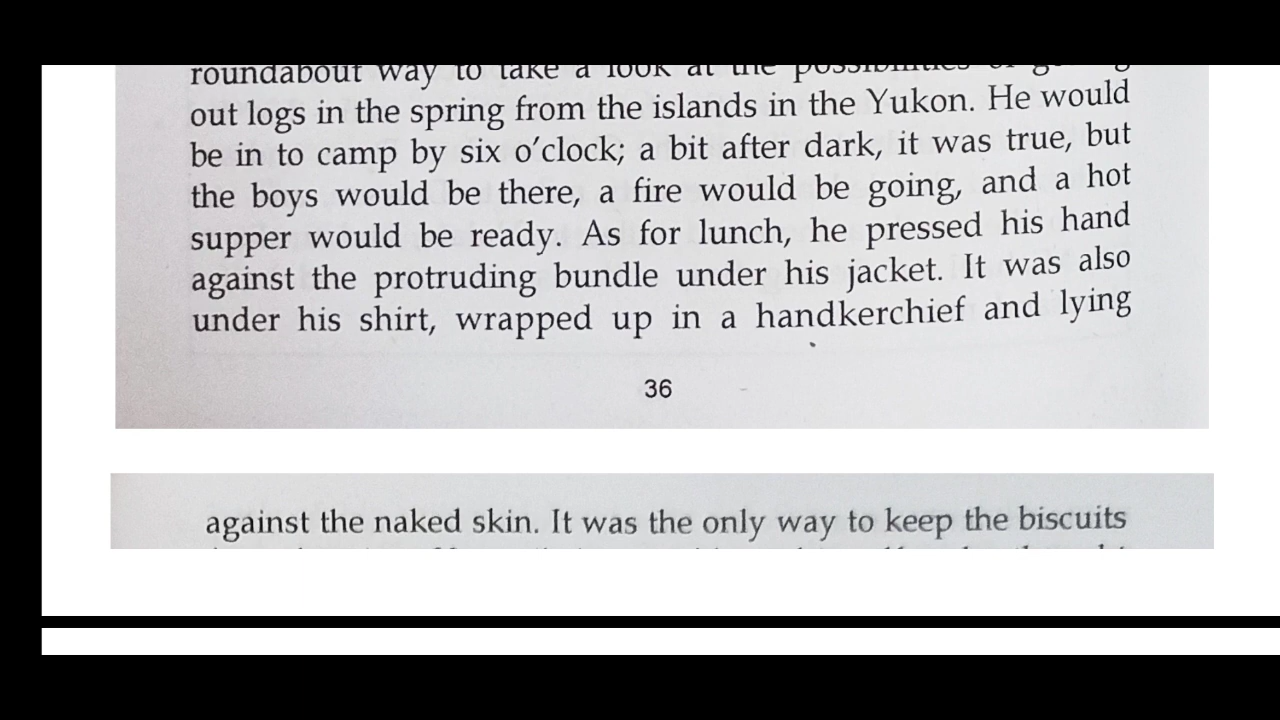 roundabout way to take a look at the possibilities of
out logs in the spring from the islands in the Yukon. He would
be in to camp by six o'clock; a bit after dark, it was true, but
the boys would be there, a fire would be going, and a hot
supper would be ready. As for lunch, he pressed his hand
against the protruding bundle under his jacket. It was also
under his shirt, wrapped up in a handkerchief and lying
36
against the naked skin. It was the only way to keep the biscuits